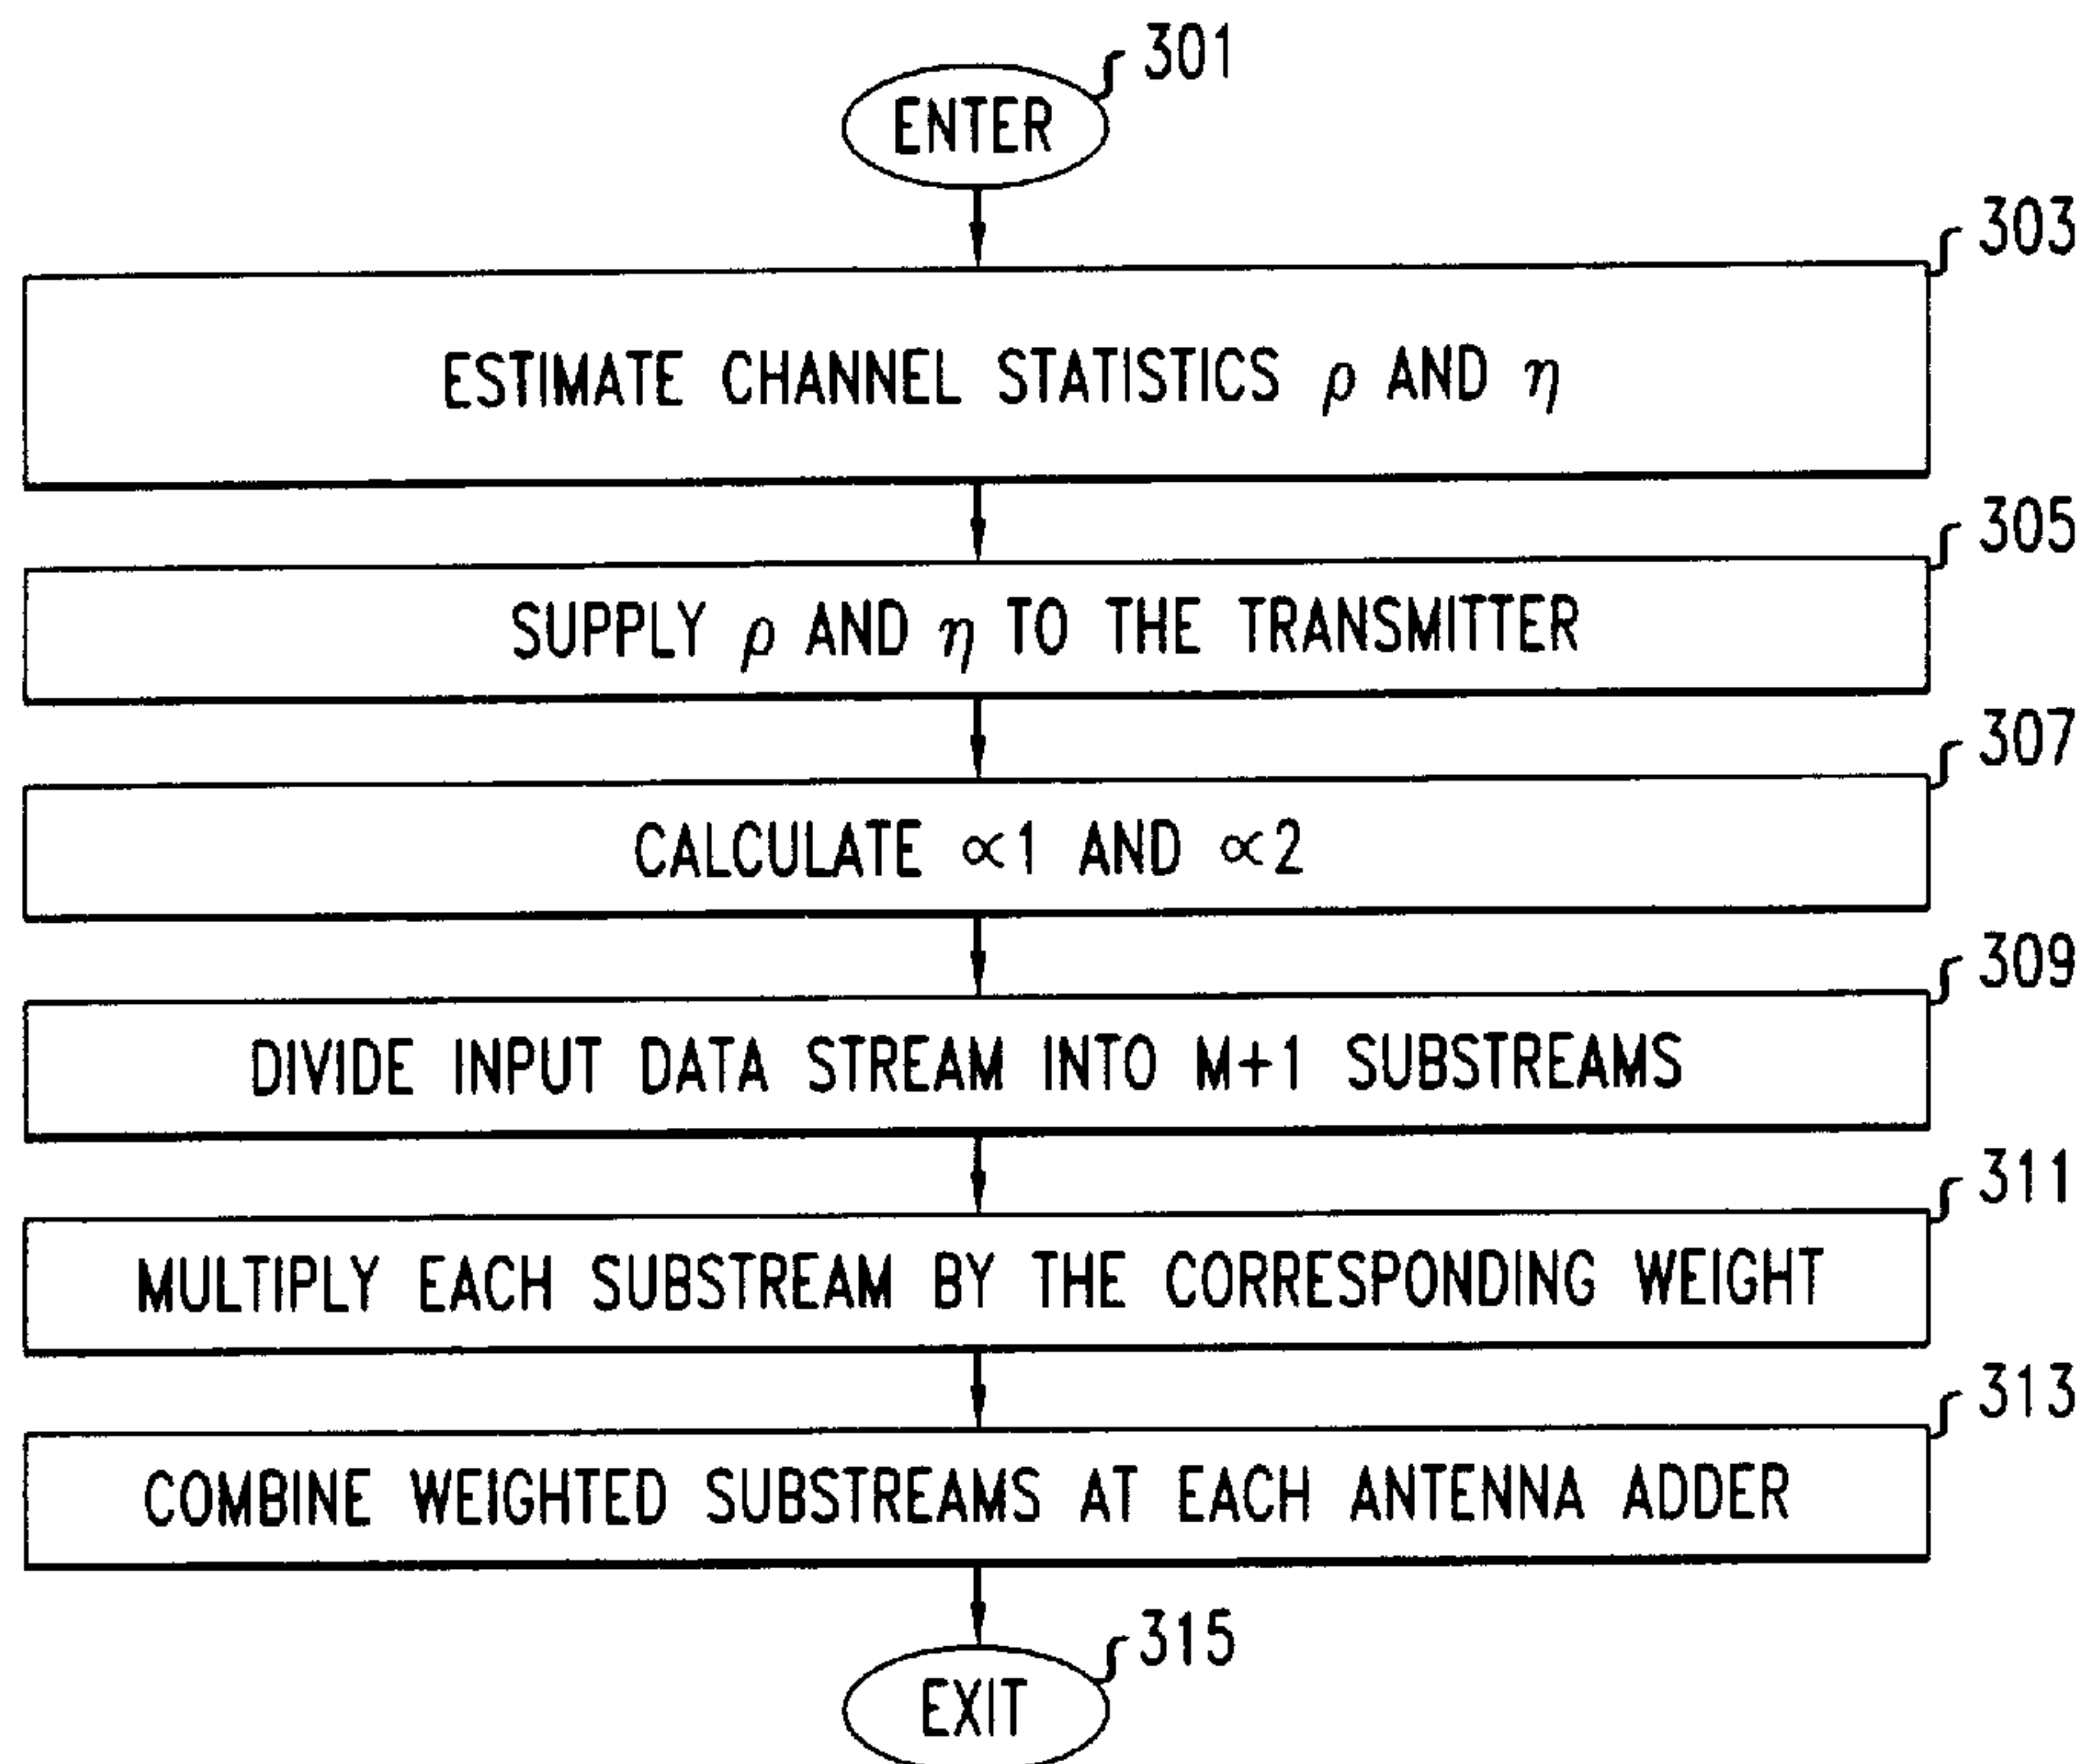 301
ENTER
303
ESTIMATE CHANNEL STATISTICS ρ AND η
305
SUPPLY ρ AND η TO THE TRANSMITTER
307
CALCULATE ∝1 AND ∝2
309
DIVIDE INPUT DATA STREAM INTO M+1 SUBSTREAMS
311
MULTIPLY EACH SUBSTREAM BY THE CORRESPONDING WEIGHT
313
COMBINE WEIGHTED SUBSTREAMS AT EACH ANTENNA ADDER
315
EXIT